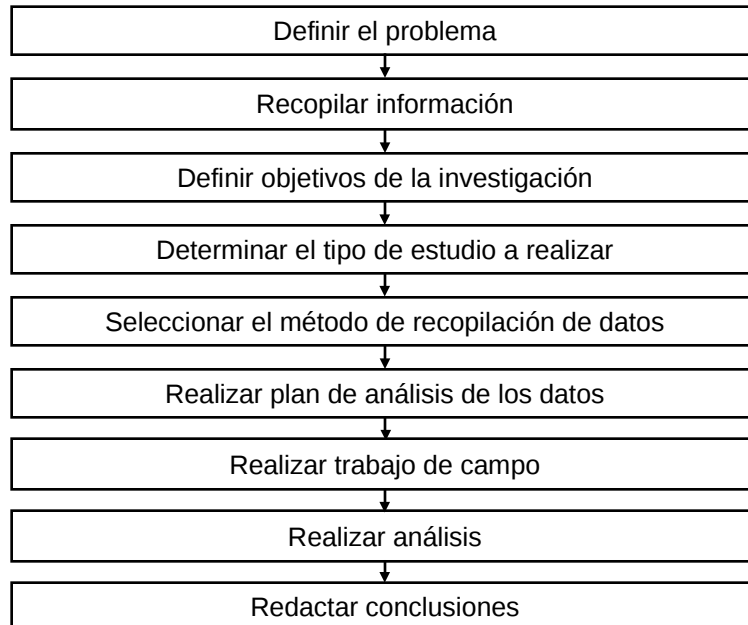 Definir el problema
Recopilar información
Definir objetivos de la investigación
Determinar el tipo de estudio a realizar
Seleccionar el método de recopilación de datos
Realizar plan de análisis de los datos
Realizar trabajo de campo
Realizar análisis
Redactar conclusiones